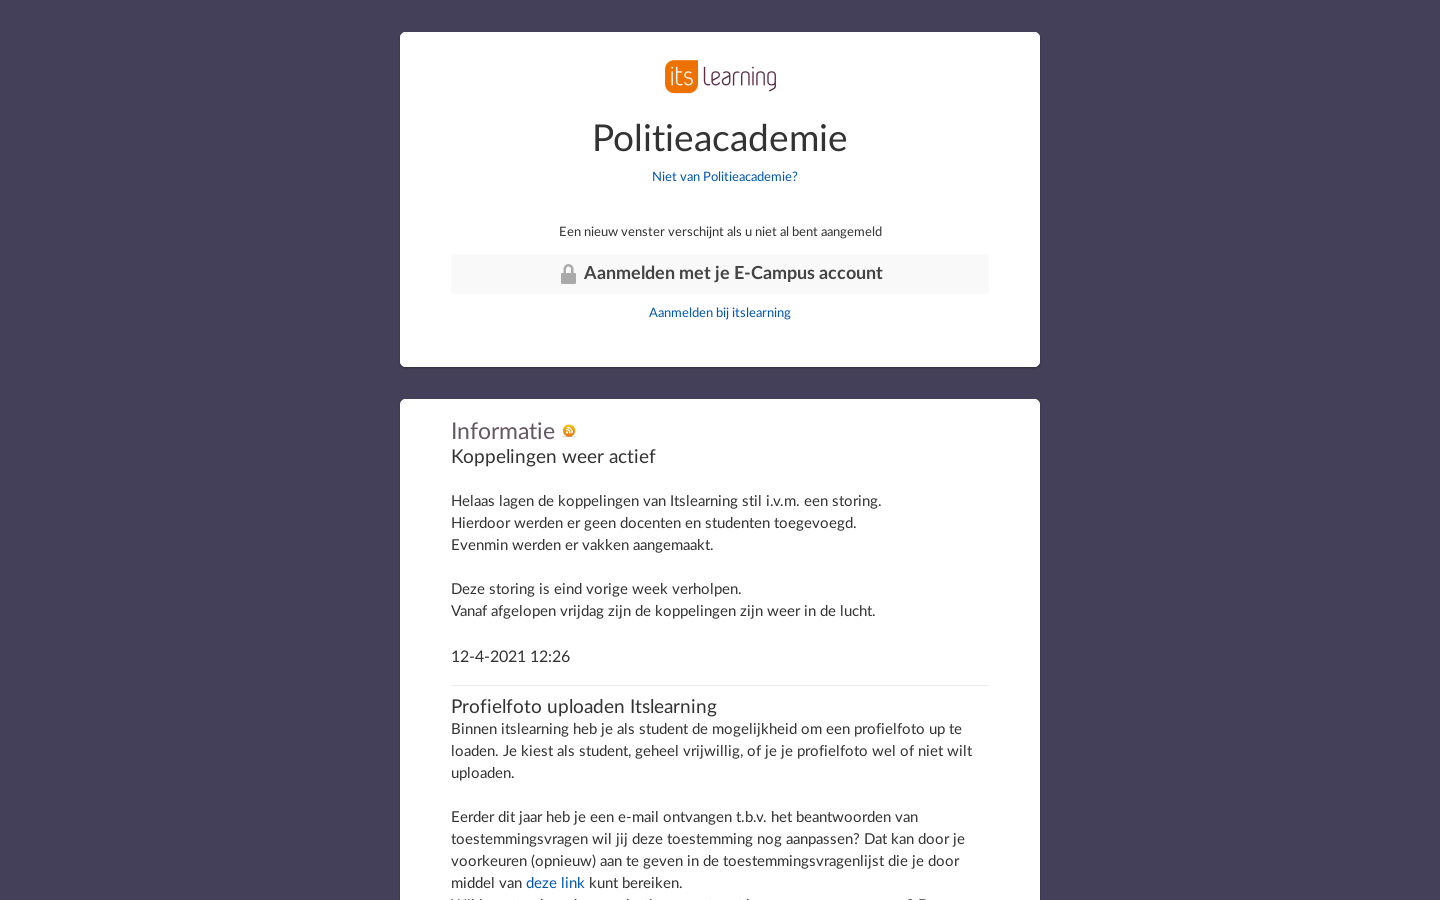 its learning
Politieacademie
Niet van Politieacademie?
Een nieuw venster verschijnt als u niet al bent aangemeld
Aanmelden met je E-Campus account
Aanmelden bij itslearning
Informatie
Koppelingen weer actief
Helaas lagen de koppelingen van Itslearning stil i.v.m. een storing.
Hierdoor werden er geen docenten en studenten toegevoegd.
Evenmin werden er vakken aangemaakt.
Deze storing is eind vorige week verholpen.
Vanaf afgelopen vrijdag zijn de koppelingen zijn weer in de lucht.
12-4-2021 12:26
Profielfoto uploaden Itslearning
Binnen itslearning heb je als student de mogelijkheid om een profielfoto up te
loaden. Je kiest als student, geheel vrijwillig, of je je profielfoto wel of niet wilt
uploaden.
Eerder dit jaar heb je een e-mail ontvangen t.b.v. het beantwoorden van
toestemmingsvragen wil jij deze toestemming nog aanpassen? Dat kan door je
voorkeuren (opnieuw) aan te geven in de toestemmingsvragenlijst die je door
middel van deze link kunt bereiken.